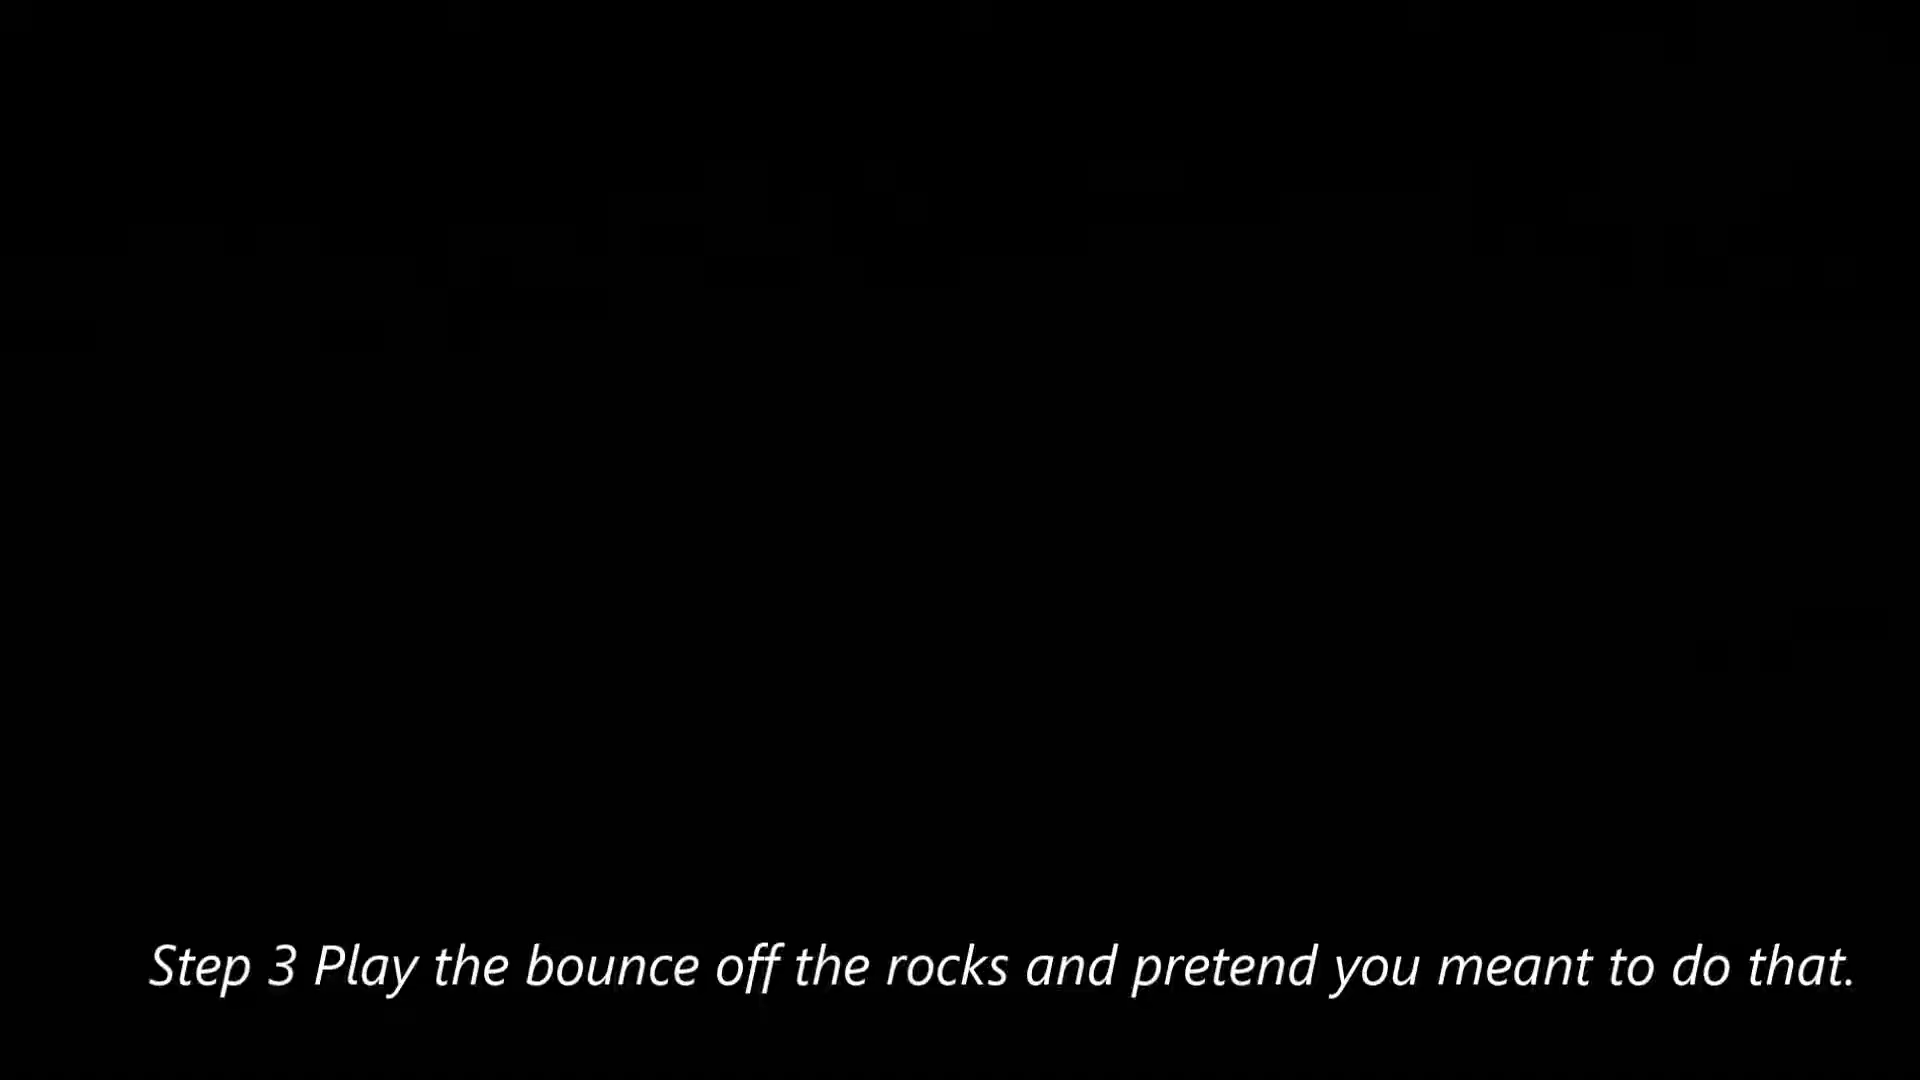 Step 3 Play the bounce off the rocks and pretend you meant to do that.